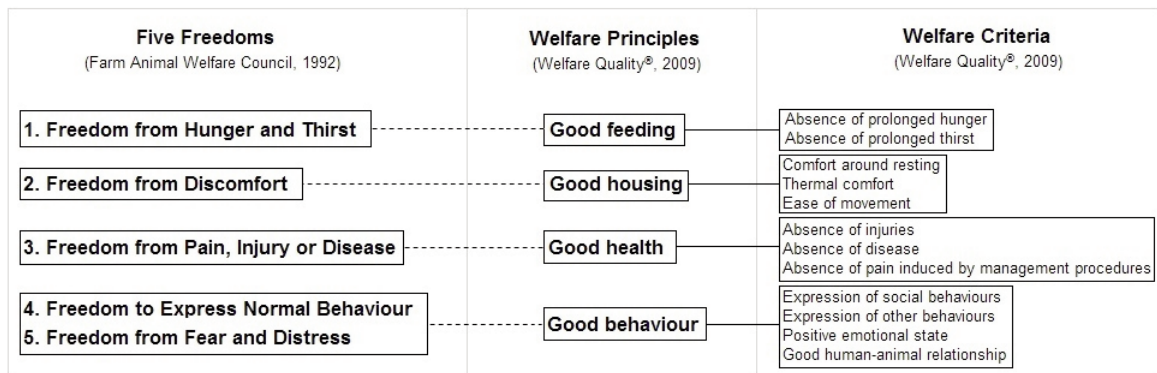 Five Freedoms
(Farm Animal Welfare Council, 1992)
Welfare Principles
(Welfare Quality®, 2009)
Welfare Criteria
(Welfare Quality®, 2009)
1. Freedom from Hunger and Thirst
Good feeding
Absence of prolonged hunger
Absence of prolonged thirst
2. Freedom from Discomfort
Good housing
Comfort around resting
Thermal comfort
Ease of movement
3. Freedom from Pain, Injury or Disease
Good health
Absence of injuries
Absence of disease
Absence of pain induced by management procedures
4. Freedom to Express Normal Behaviour
5. Freedom from Fear and Distress
Good behaviour
Expression of social behaviours
Expression of other behaviours
Positive emotional state
Good human-animal relationship